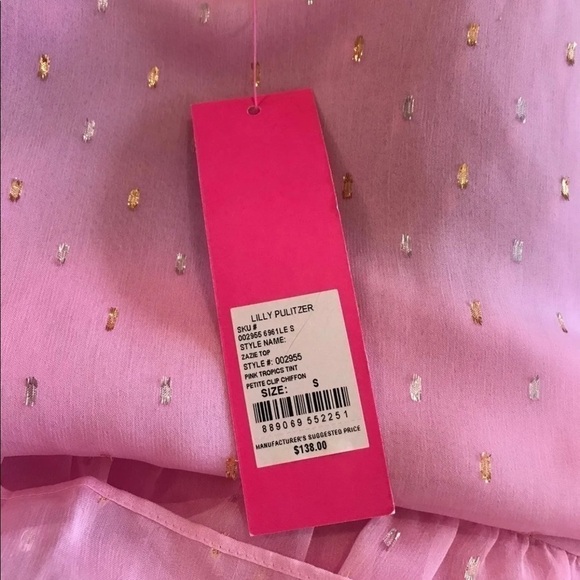 LILLY PULITZER
SKU #
002955 6961LE S
STYLE NAME:
ZAZIE TOP
STYLE #: 002955
PINK TROPICS TINT
PETITE CLIP CHIFFON
SIZE: S
889069 552251
MANUFACTURER'S SUGGESTED PRICE
$138.00